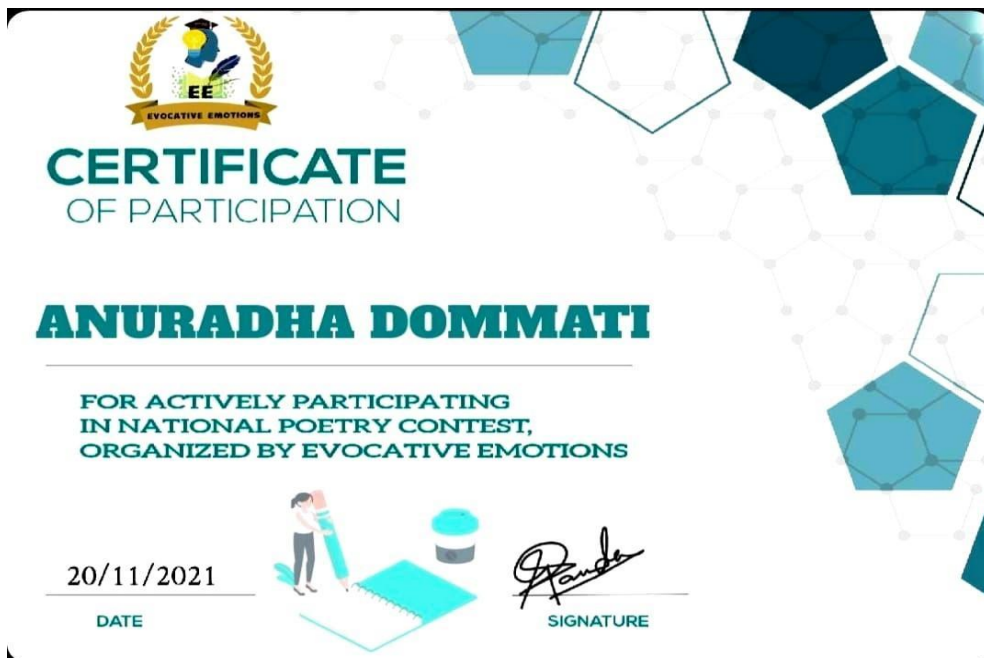 EE
EVOCATIVE EMOTIONS
CERTIFICATE
OF PARTICIPATION
ANURADHA DOMMATI
FOR ACTIVELY PARTICIPATING
IN NATIONAL POETRY CONTEST,
ORGANIZED BY EVOCATIVE EMOTIONS
20/11/2021
DATE
SIGNATURE